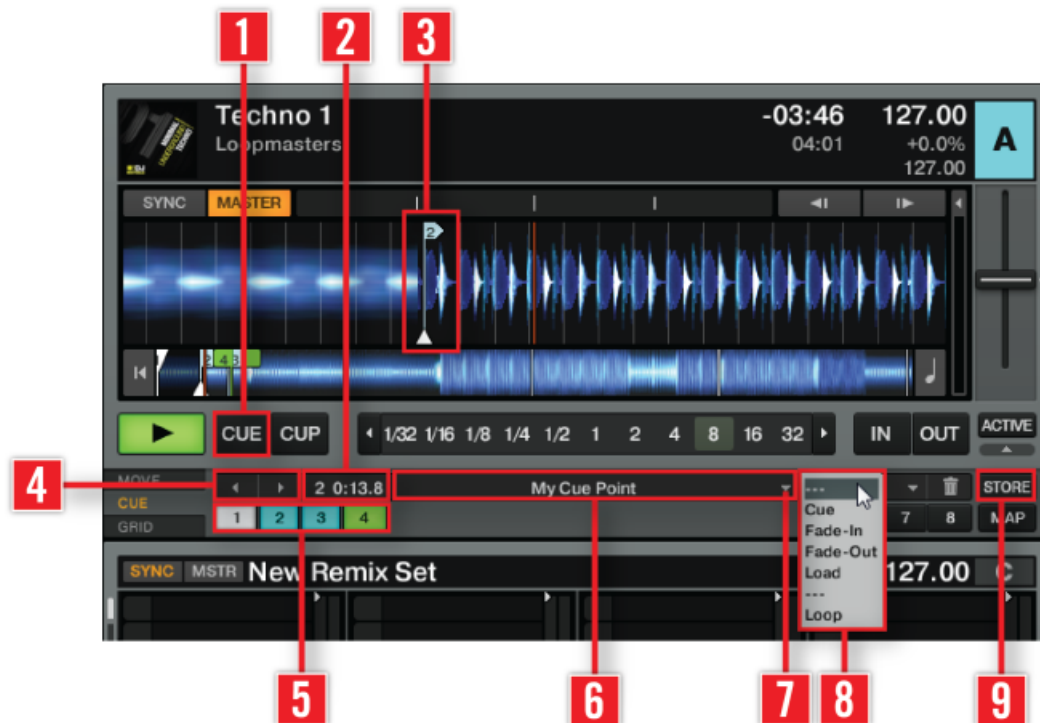 1 2 3
Techno 1
Loopmasters
-03:46 127.00
04:01 +0.0%
127.00
A
SYNC MASTER
2
2 4 3
CUE CUP 1/32 1/16 1/8 1/4 1/2 1 2 4 8 16 32 IN OUT ACTIVE
4
MOVE
CUE
GRID
2 0:13.8
My Cue Point
---
Cue
Fade-In
Fade-Out
Load
---
Loop
STORE
1 2 3 4
7 8 MAP
SYNC MSTR New Remix Set 127.00 C
5 6 7 8 9